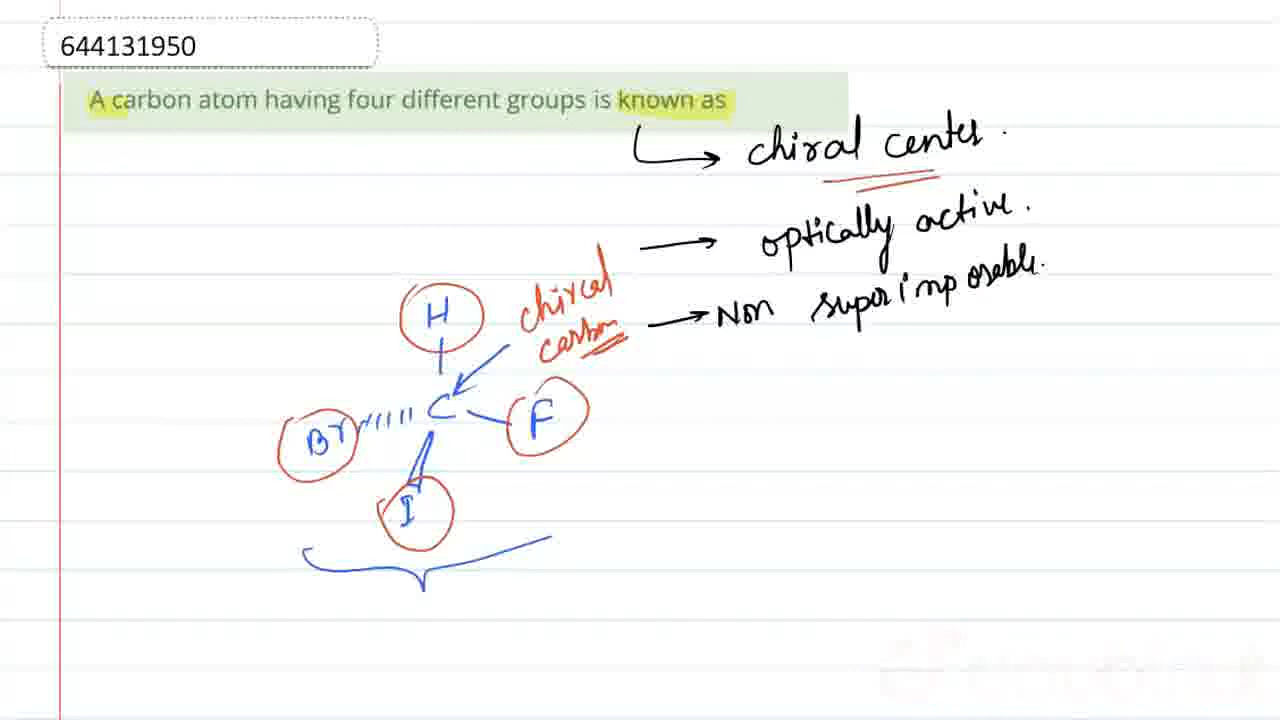 644131950
A carbon atom having four different groups is known as
chiral center.
optically active.
Non superimposable.
chiral
carbon
H
C
Br
F
I